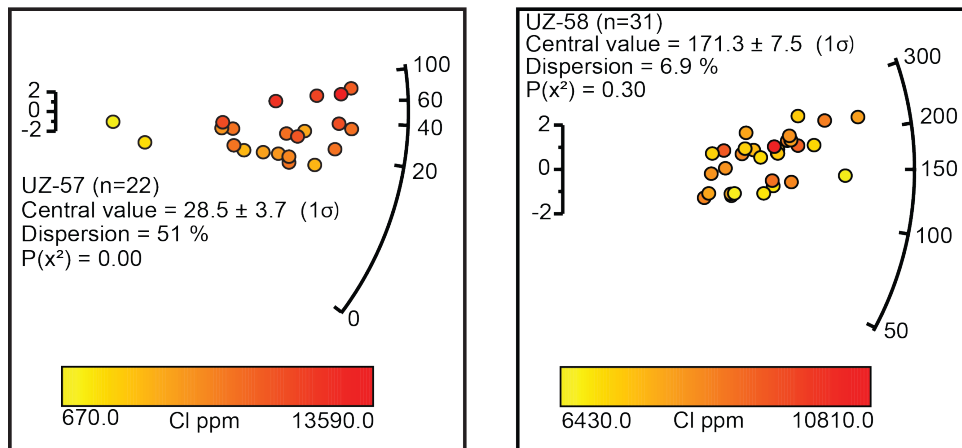 100
60
40
20
0
2
0
-2
UZ-57 (n=22)
Central value = 28.5 ± 3.7 (1σ)
Dispersion = 51 %
P(x²) = 0.00
670.0 Cl ppm 13590.0
UZ-58 (n=31)
Central value = 171.3 ± 7.5 (1σ)
Dispersion = 6.9 %
P(x²) = 0.30
300
200
150
100
50
2
0
-2
6430.0 Cl ppm 10810.0